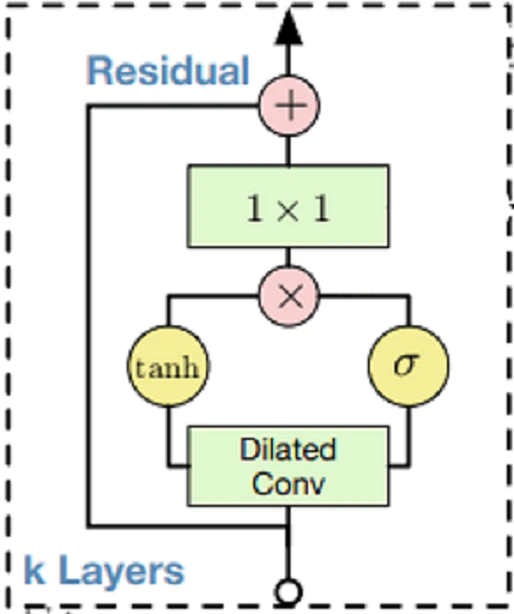 Residual
+
1 × 1
×
tanh
σ
Dilated
Conv
k Layers